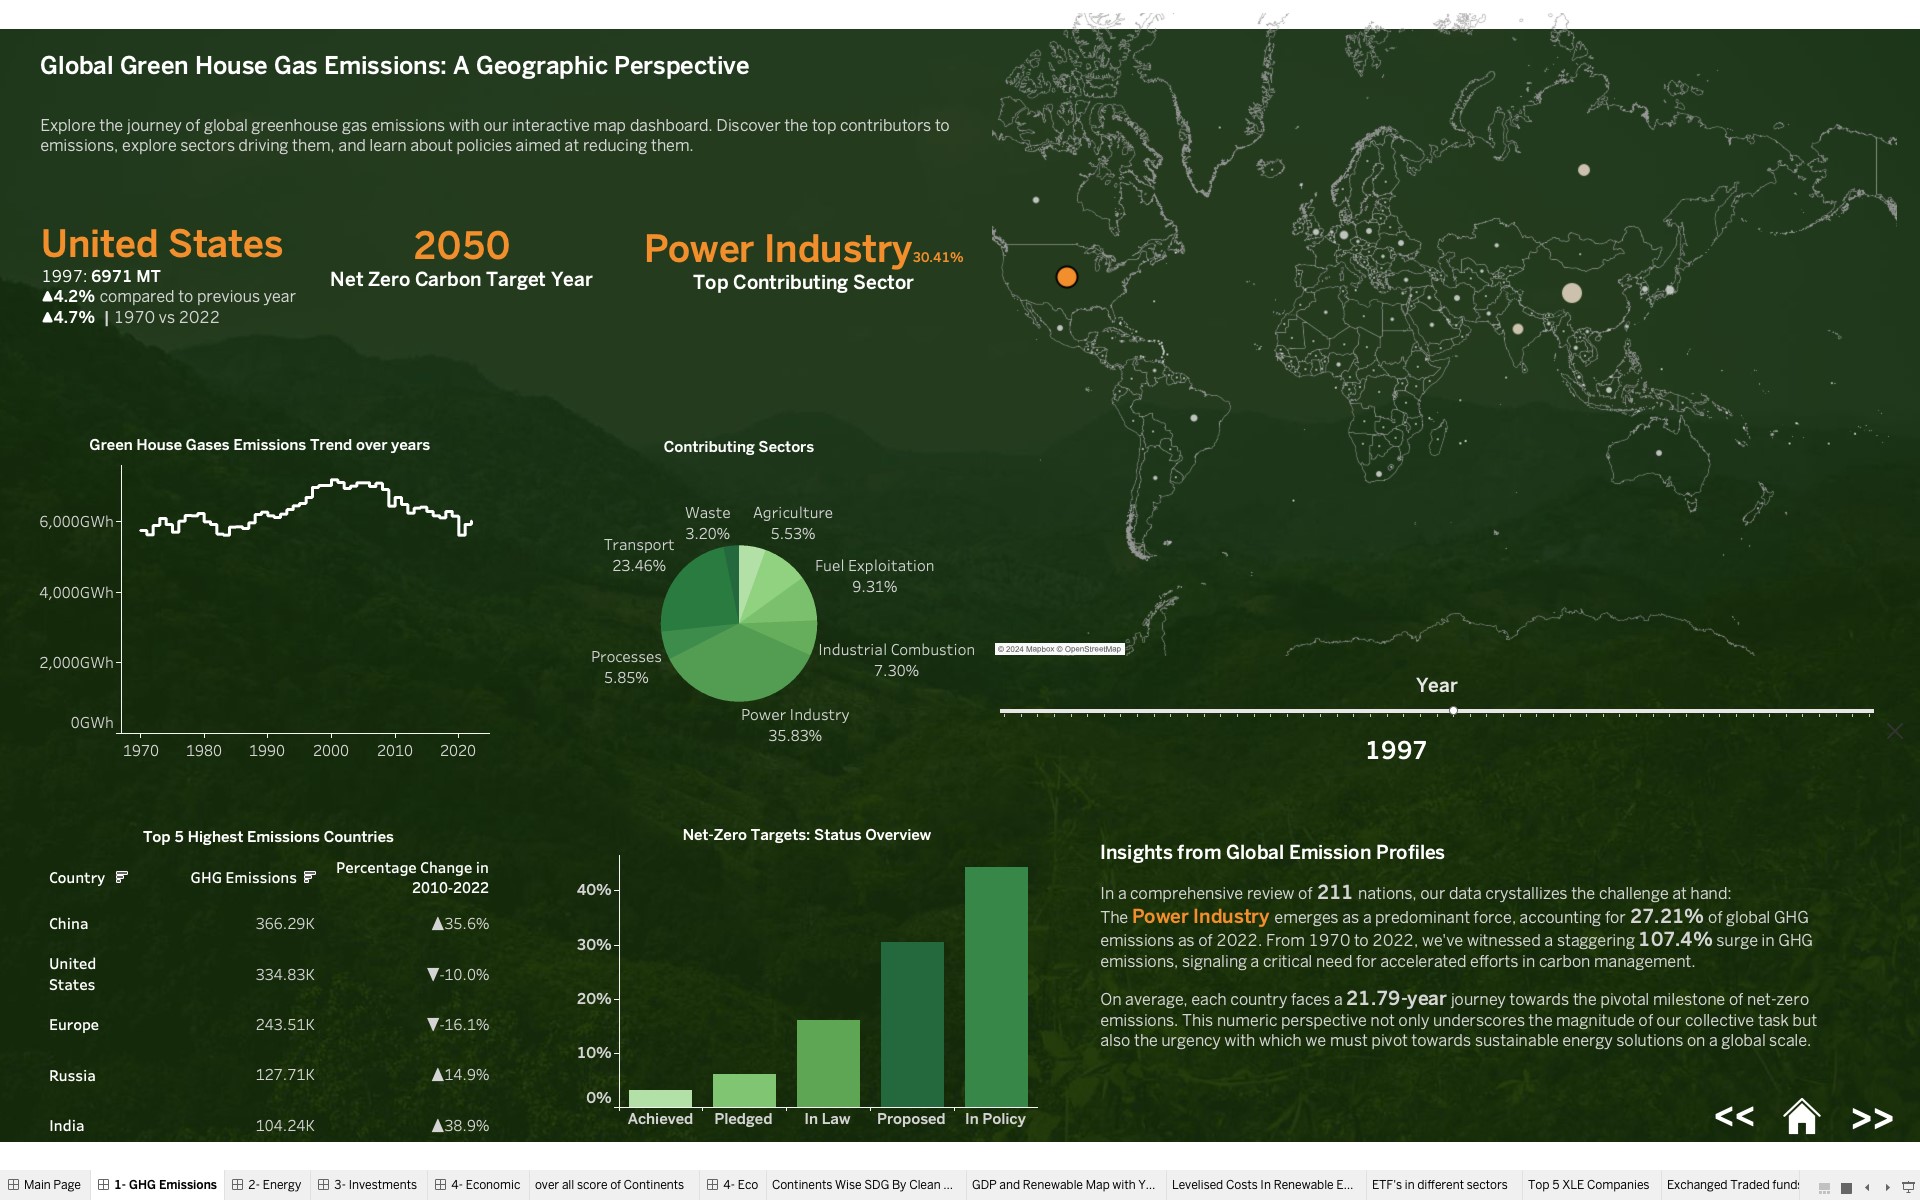 Global Green House Gas Emissions: A Geographic Perspective
Explore the journey of global greenhouse gas emissions with our interactive map dashboard. Discover the top contributors to
emissions, explore sectors driving them, and learn about policies aimed at reducing them.
United States
1997: 6971 MT
▲4.2% compared to previous year
▲4.7% | 1970 vs 2022
2050
Net Zero Carbon Target Year
Power Industry30.41%
Top Contributing Sector
Green House Gases Emissions Trend over years
6,000GWh
4,000GWh
2,000GWh
0GWh
1970 1980 1990 2000 2010 2020
Contributing Sectors
Waste
3.20%
Agriculture
5.53%
Transport
23.46%
Fuel Exploitation
9.31%
Processes
5.85%
Industrial Combustion
7.30%
Power Industry
35.83%
© 2024 Mapbox © OpenStreetMap
Year
1997
Top 5 Highest Emissions Countries
Country GHG Emissions Percentage Change in
2010-2022
China 366.29K ▲35.6%
United
States 334.83K ▼-10.0%
Europe 243.51K ▼-16.1%
Russia 127.71K ▲14.9%
India 104.24K ▲38.9%
Net-Zero Targets: Status Overview
40%
30%
20%
10%
0%
Achieved Pledged In Law Proposed In Policy
Insights from Global Emission Profiles
In a comprehensive review of 211 nations, our data crystallizes the challenge at hand:
The Power Industry emerges as a predominant force, accounting for 27.21% of global GHG
emissions as of 2022. From 1970 to 2022, we've witnessed a staggering 107.4% surge in GHG
emissions, signaling a critical need for accelerated efforts in carbon management.
On average, each country faces a 21.79-year journey towards the pivotal milestone of net-zero
emissions. This numeric perspective not only underscores the magnitude of our collective task but
also the urgency with which we must pivot towards sustainable energy solutions on a global scale.
<< >>
Main Page 1- GHG Emissions 2- Energy 3- Investments 4- Economic over all score of Continents 4- Eco Continents Wise SDG By Clean ... GDP and Renewable Map with Y... Levelised Costs In Renewable E... ETF's in different sectors Top 5 XLE Companies Exchanged Traded funds